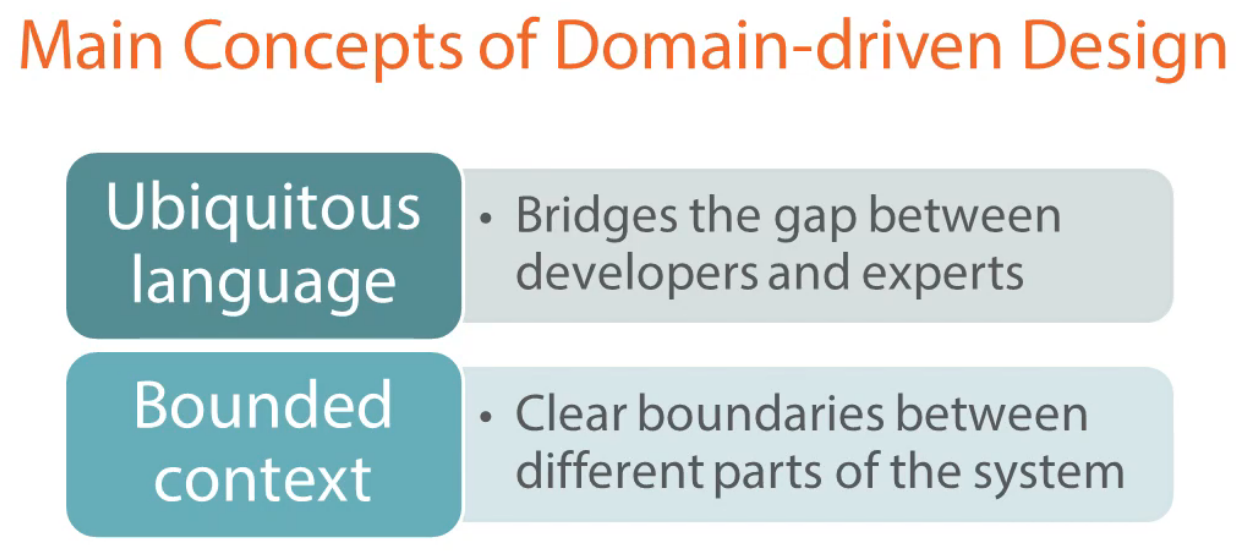 Main Concepts of Domain-driven Design
Ubiquitous
language
• Bridges the gap between
developers and experts
Bounded
context
• Clear boundaries between
different parts of the system